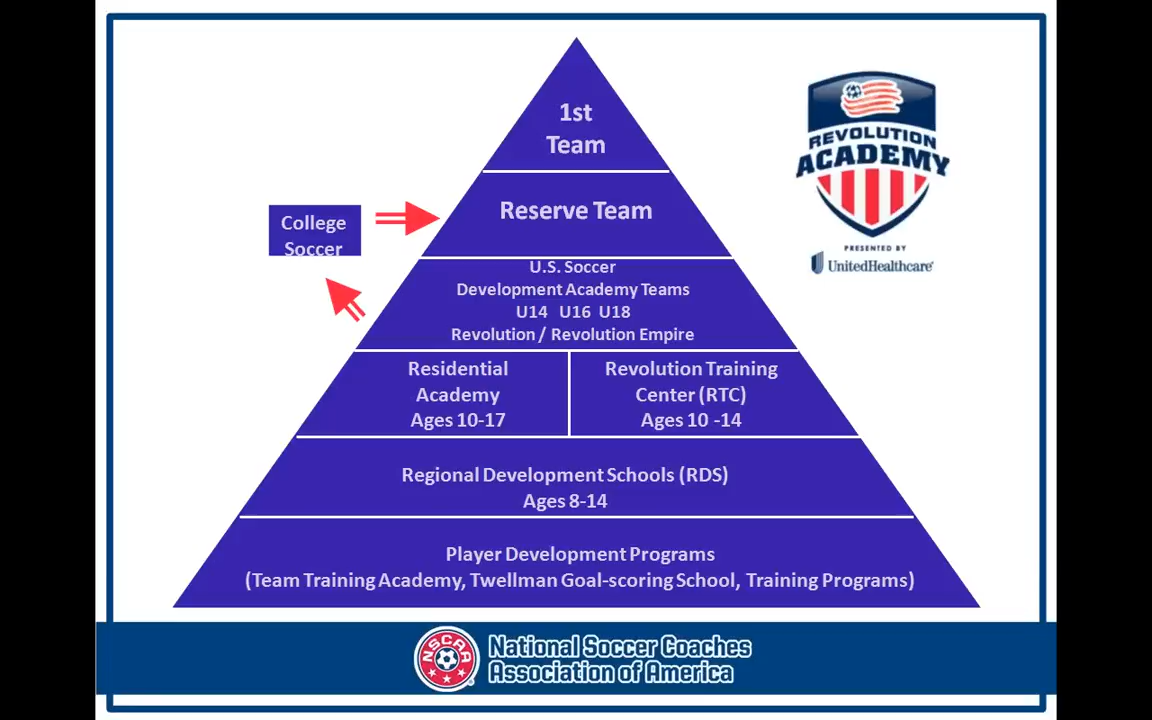 1st
Team
Reserve Team
College
Soccer
U.S. Soccer
Development Academy Teams
U14 U16 U18
Revolution / Revolution Empire
Residential
Academy
Ages 10-17
Revolution Training
Center (RTC)
Ages 10 -14
Regional Development Schools (RDS)
Ages 8-14
Player Development Programs
(Team Training Academy, Twellman Goal-scoring School, Training Programs)
REVOLUTION
ACADEMY
PRESENTED BY
UnitedHealthcare®
NSCAA
National Soccer Coaches
Association of America